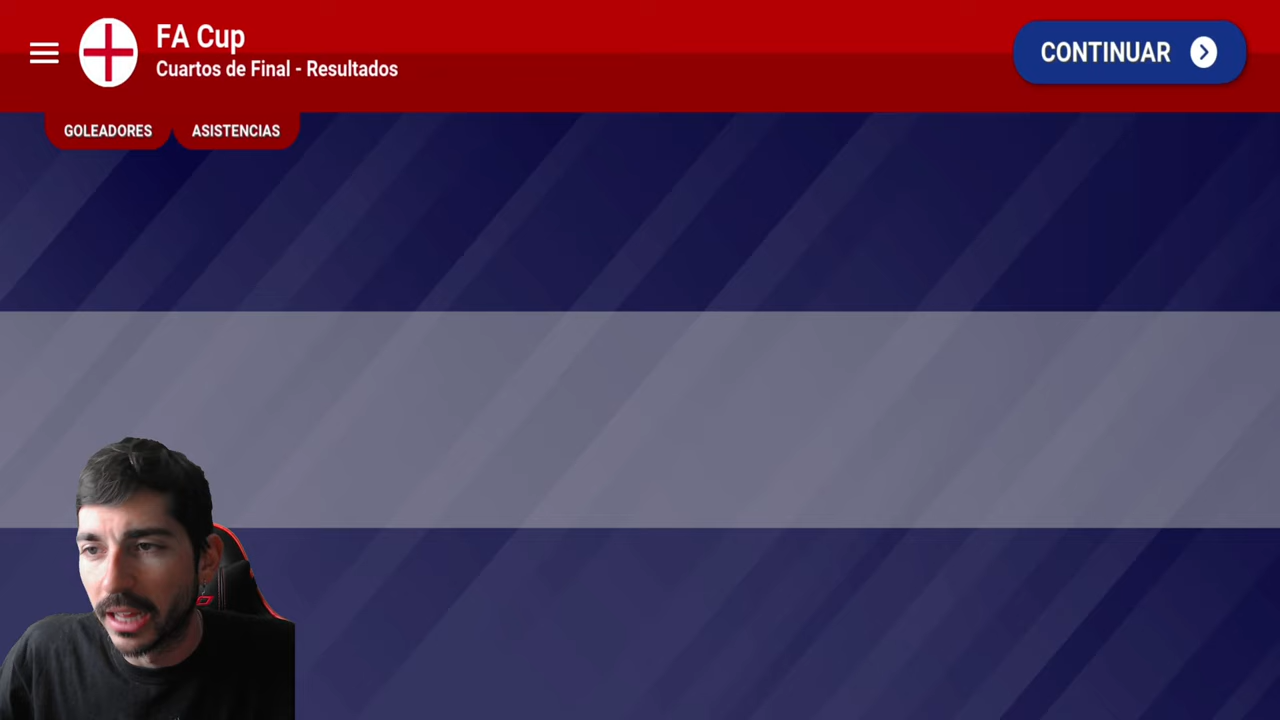 FA Cup
Cuartos de Final - Resultados
CONTINUAR
GOLEADORES
ASISTENCIAS